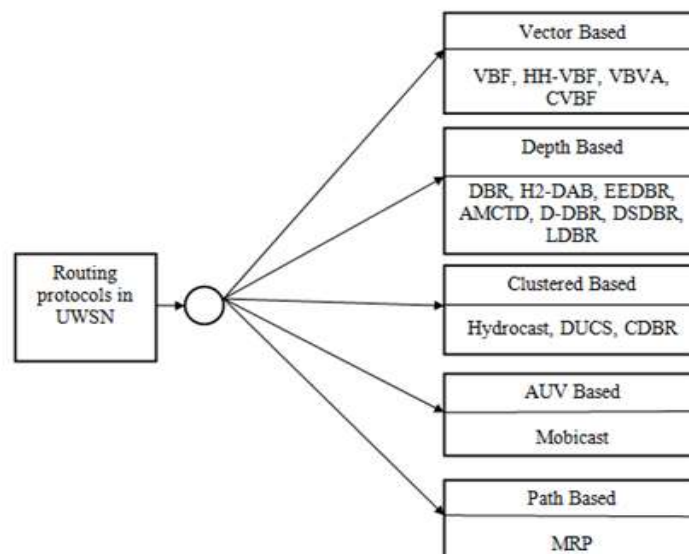 Routing
protocols in
UWSN
Vector Based
VBF, HH-VBF, VBVA,
CVBF
Depth Based
DBR, H2-DAB, EEDBR,
AMCTD, D-DBR, DSDBR,
LDBR
Clustered Based
Hydrocast, DUCS, CDBR
AUV Based
Mobicast
Path Based
MRP